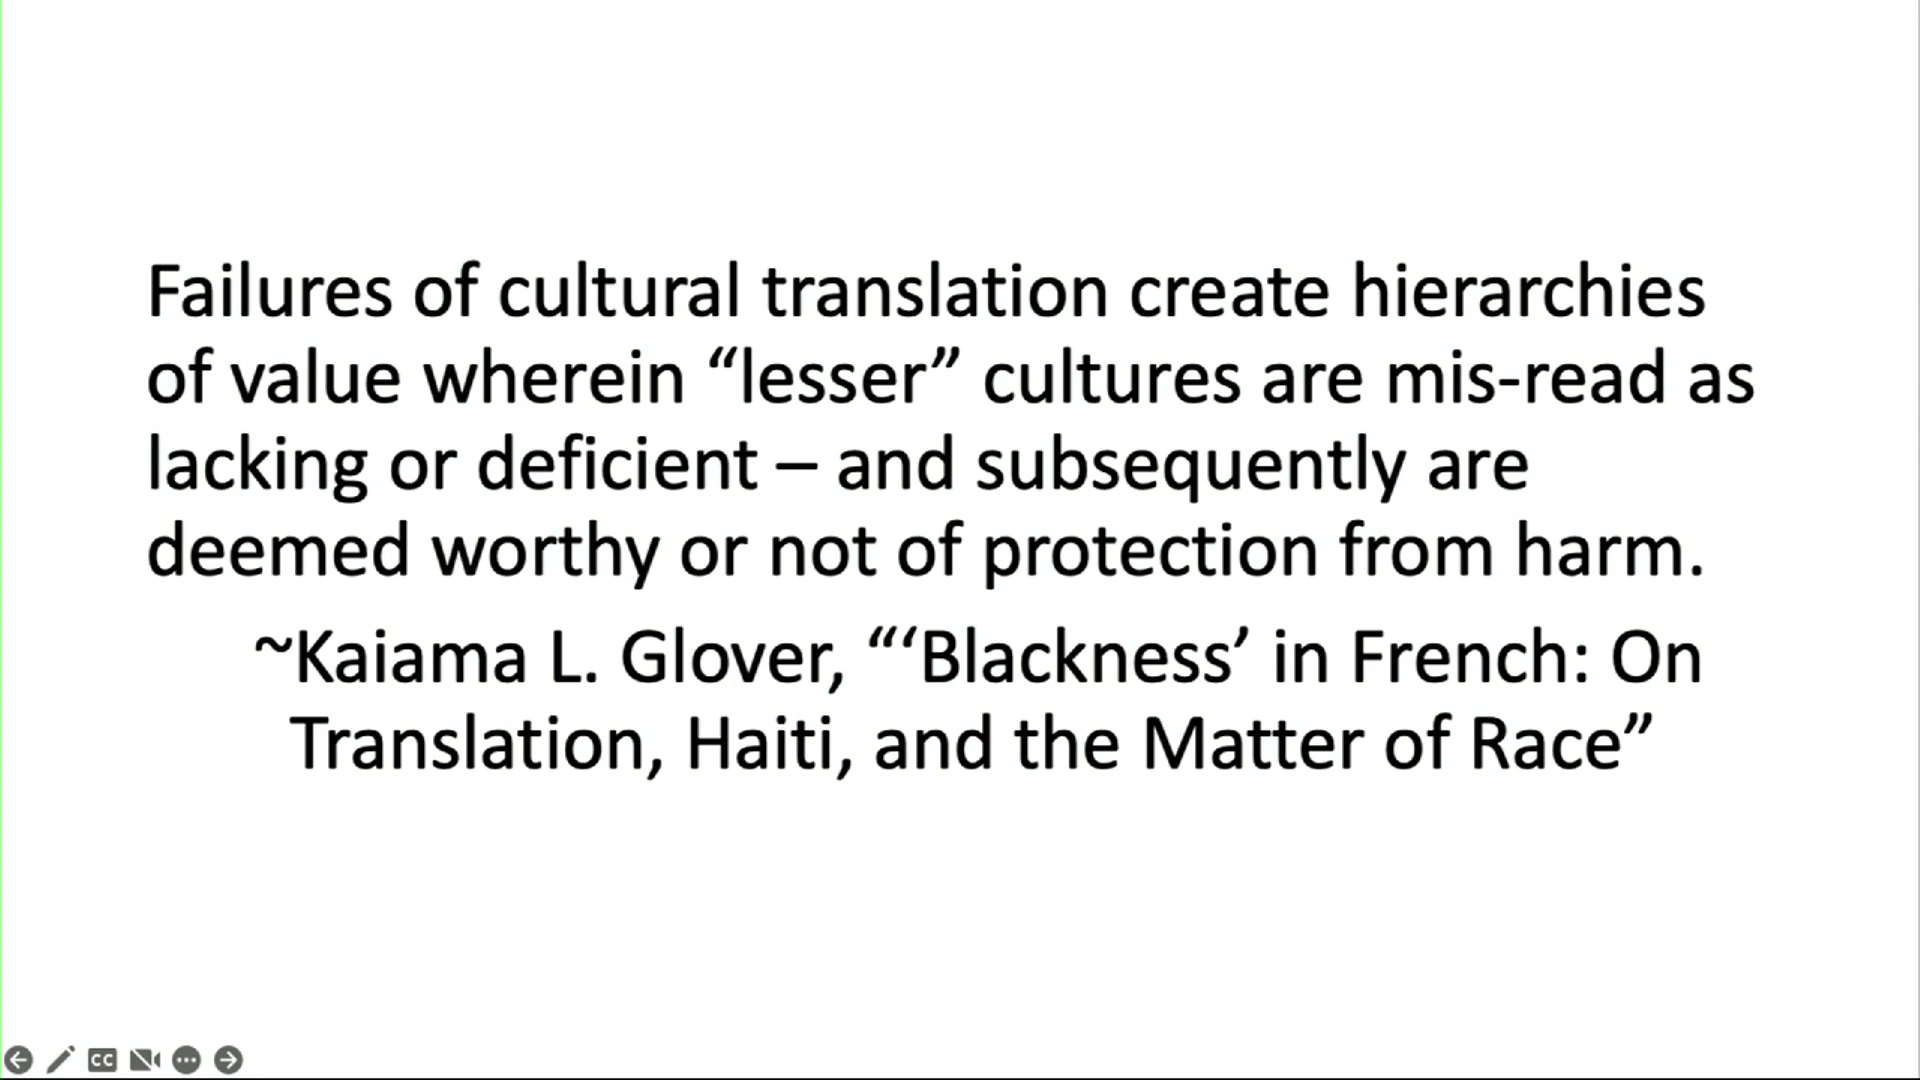 Failures of cultural translation create hierarchies
of value wherein “lesser” cultures are mis-read as
lacking or deficient – and subsequently are
deemed worthy or not of protection from harm.
~Kaiama L. Glover, “‘Blackness’ in French: On
Translation, Haiti, and the Matter of Race”
CC